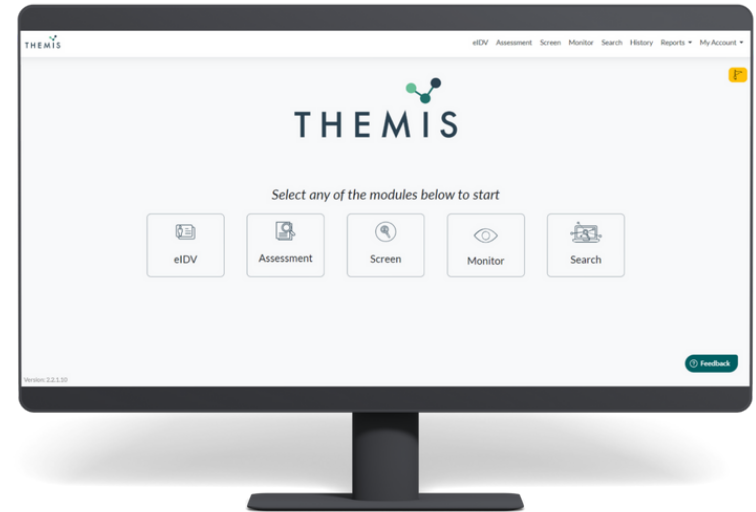 THEMIS
eIDV Assessment Screen Monitor Search History Reports My Account
THEMIS
Select any of the modules below to start
eIDV Assessment Screen Monitor Search
Feedback
Version 2.2.1.10